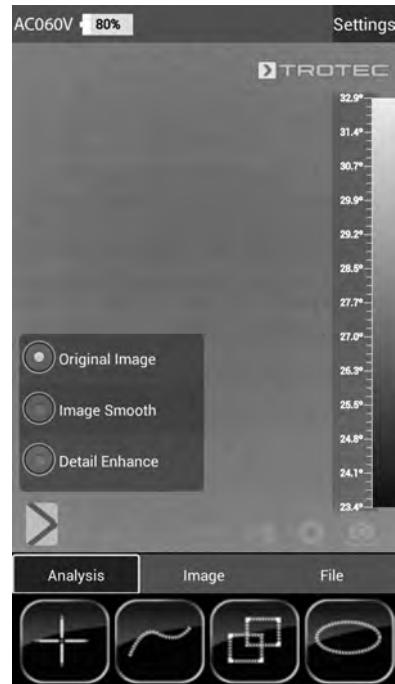 AC060V 80% Settings
TROTEC
32.9°
31.4°
30.7°
29.9°
29.2°
28.5°
27.7°
27.0°
Original Image
26.3°
Image Smooth
25.5°
24.8°
Detail Enhance
24.1°
23.4°
Analysis Image File